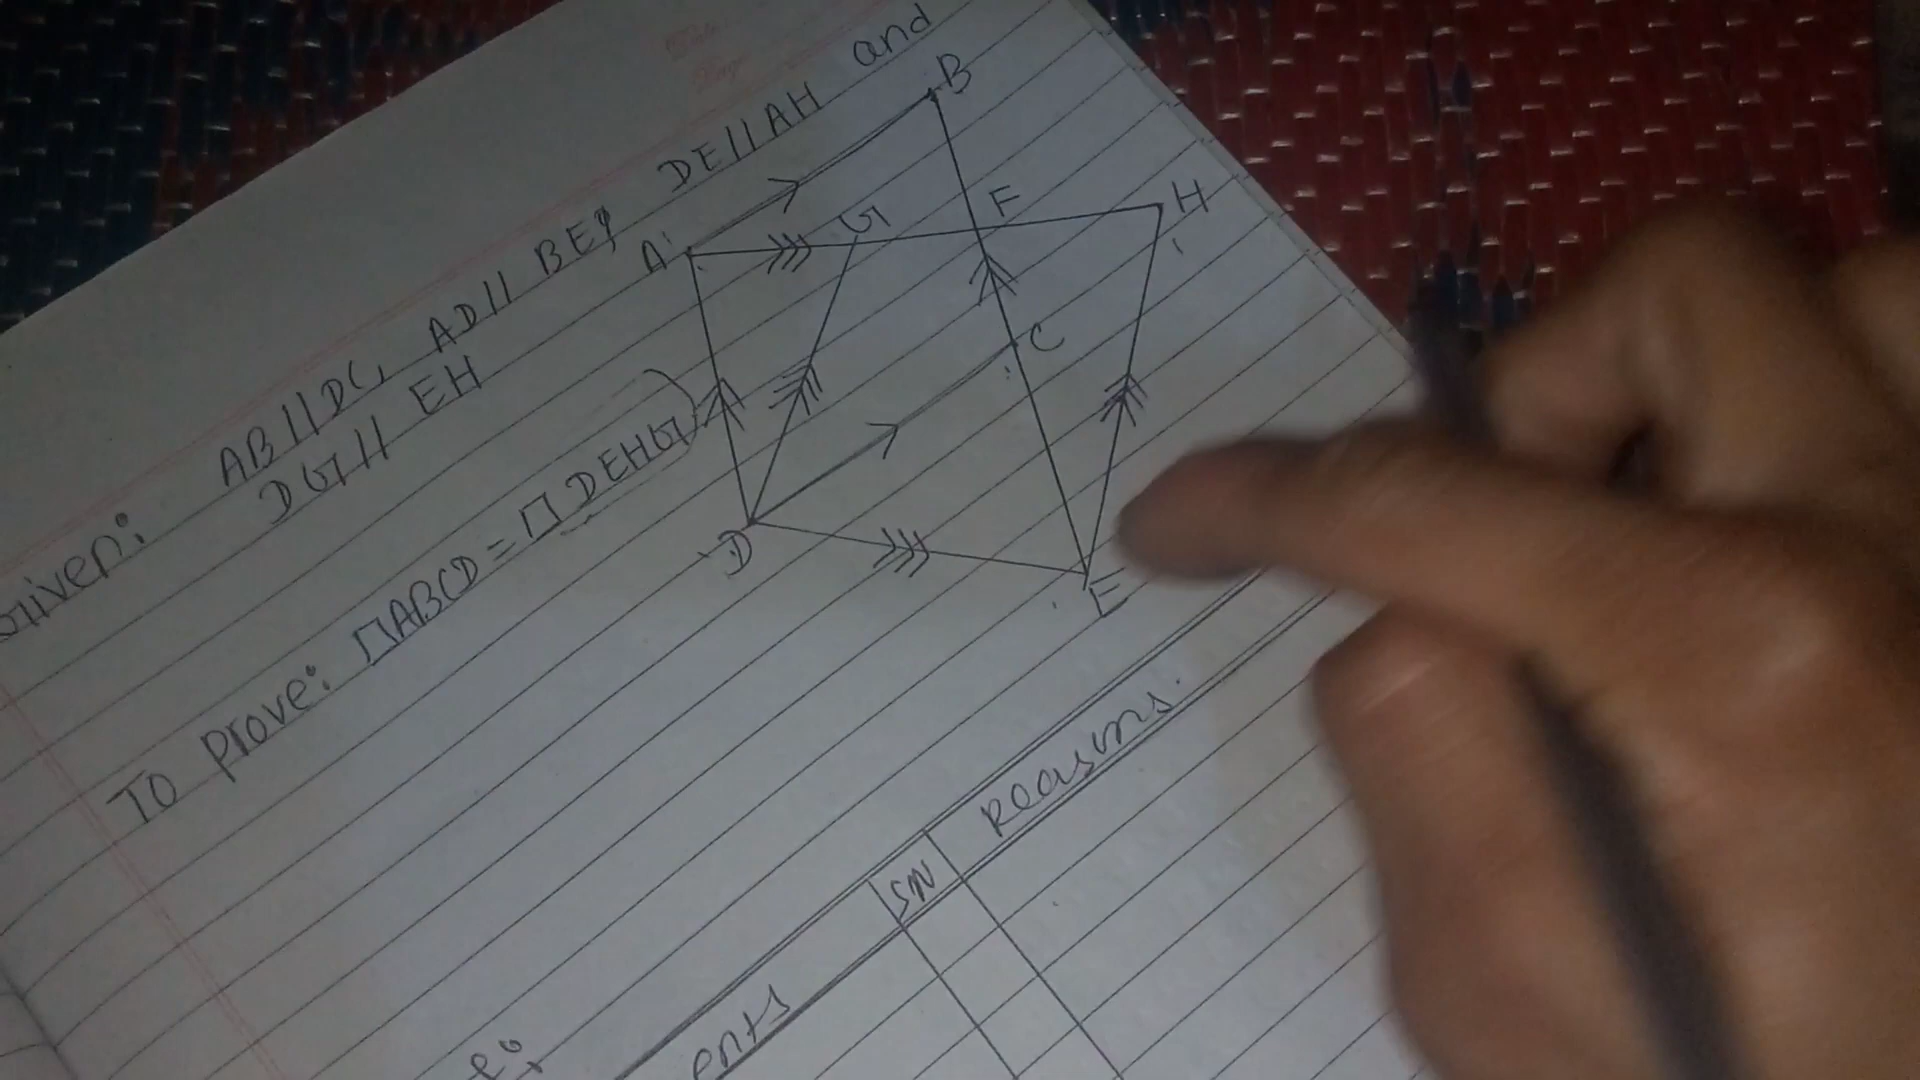 Given: AB//DC, AD//BE, DE//AH and
DG//EH
To prove: □ABCD = □DEHG
A
B
G
F
H
C
D
E
SN
Reasons.